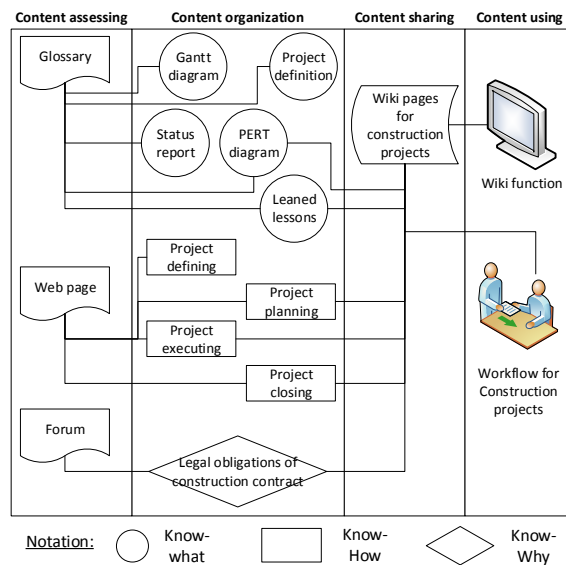 Content assessing
Content organization
Content sharing
Content using
Glossary
Gantt
diagram
Project
definition
Wiki pages
for
construction
projects
Status
report
PERT
diagram
Wiki function
Leaned
lessons
Project
defining
Web page
Project
planning
Project
executing
Workflow for
Construction
projects
Project
closing
Forum
Legal obligations of
construction contract
Notation:
Know-
what
Know-
How
Know-
Why